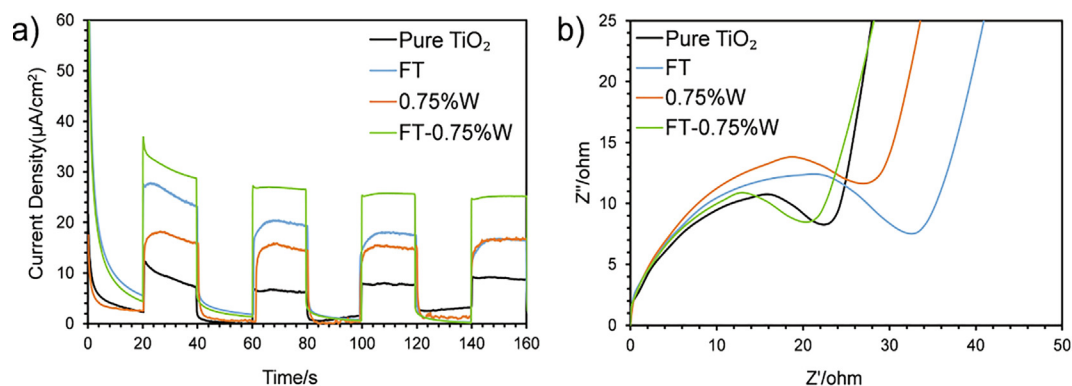 a)
Current Density(µA/cm²)
60
50
40
30
20
10
0
Pure TiO₂
FT
0.75%W
FT-0.75%W
0 20 40 60 80 100 120 140 160
Time/s
b)
Z''/ohm
25
20
15
10
5
0
Pure TiO₂
FT
0.75%W
FT-0.75%W
0 10 20 30 40 50
Z'/ohm